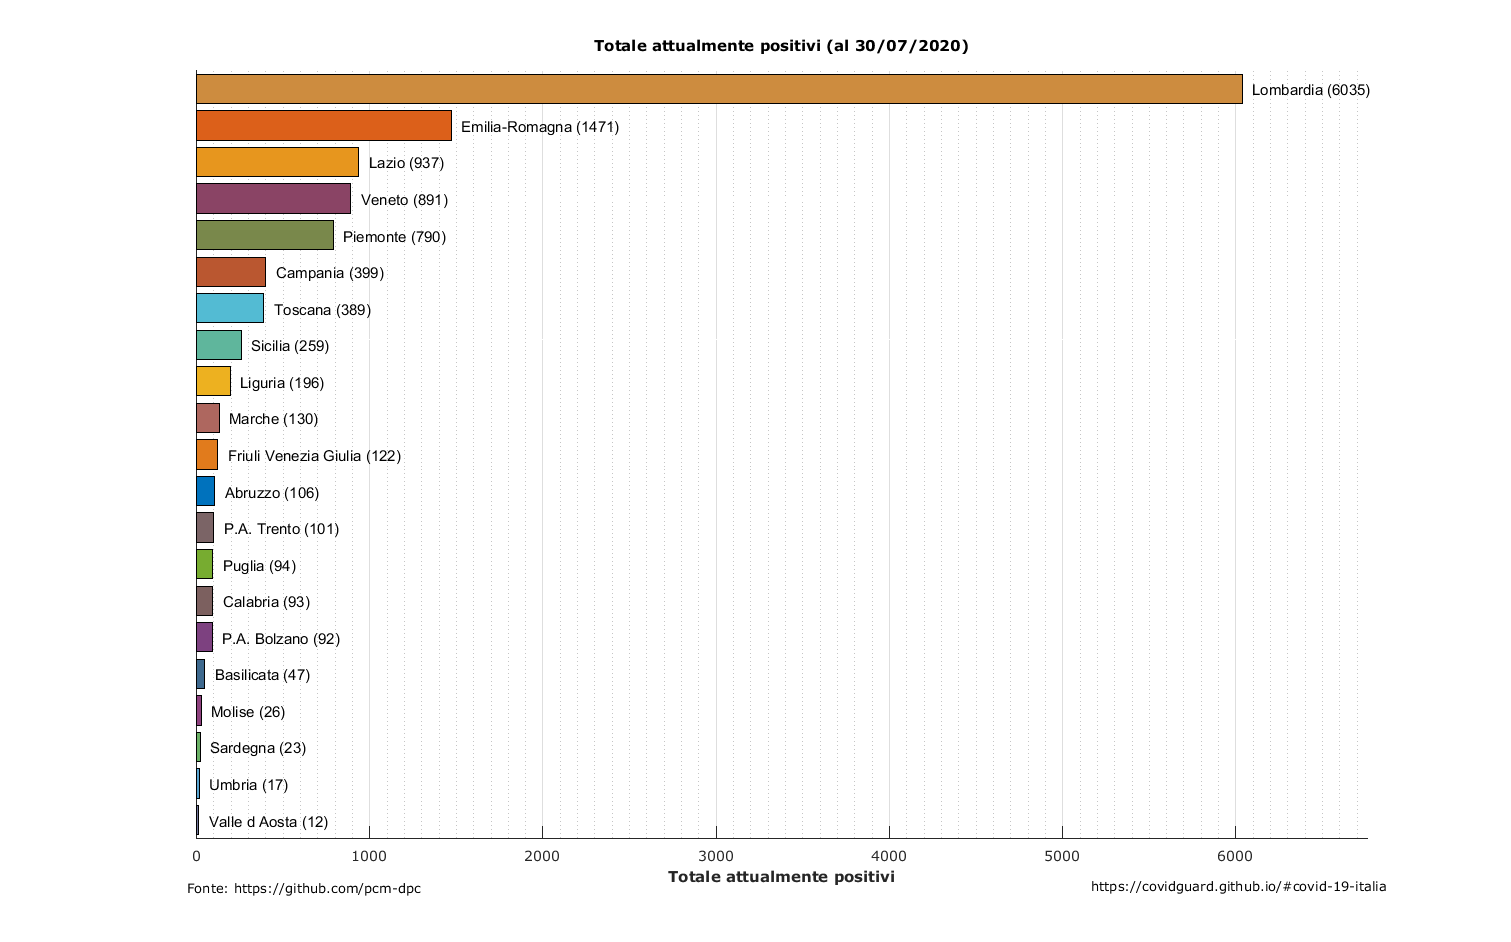 Totale attualmente positivi (al 30/07/2020)
Lombardia (6035)
Emilia-Romagna (1471)
Lazio (937)
Veneto (891)
Piemonte (790)
Campania (399)
Toscana (389)
Sicilia (259)
Liguria (196)
Marche (130)
Friuli Venezia Giulia (122)
Abruzzo (106)
P.A. Trento (101)
Puglia (94)
Calabria (93)
P.A. Bolzano (92)
Basilicata (47)
Molise (26)
Sardegna (23)
Umbria (17)
Valle d Aosta (12)
0 1000 2000 3000 4000 5000 6000
Totale attualmente positivi
Fonte: https://github.com/pcm-dpc
https://covidguard.github.io/#covid-19-italia